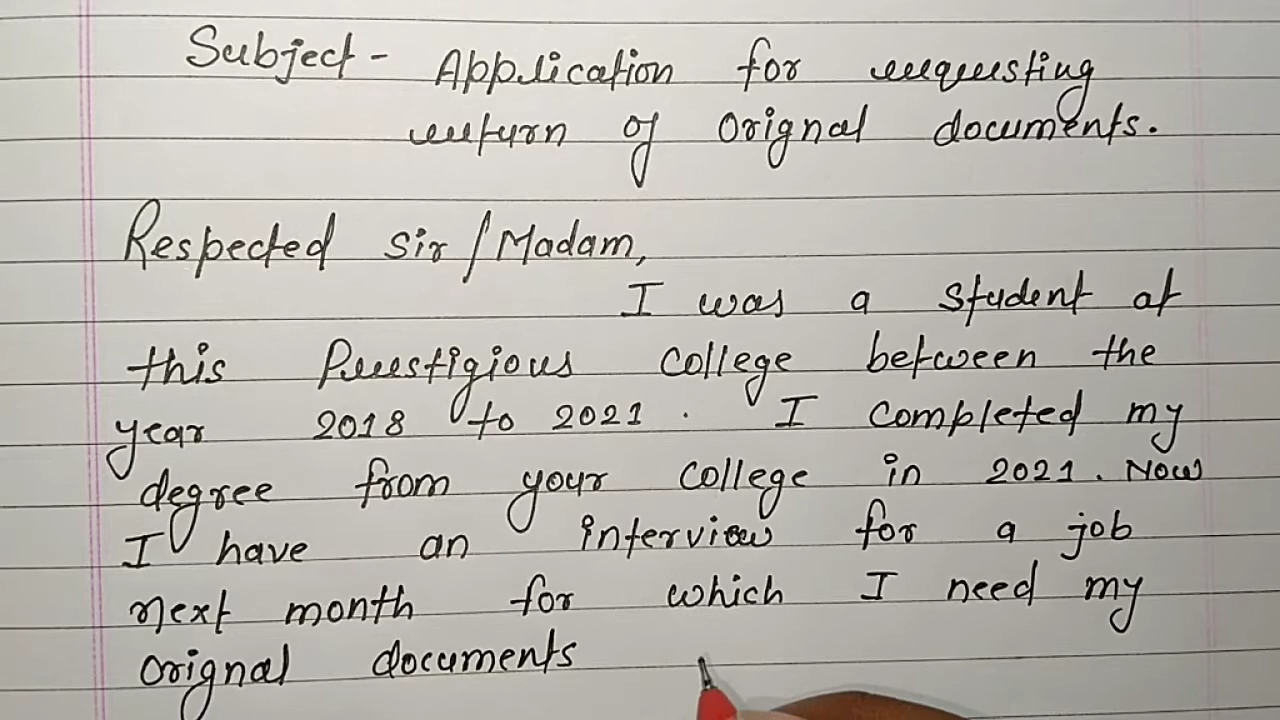 Subject - Application for requesting
return of Orignal documents.
Respected Sir/Madam,
I was a student at
this Prestigious college between the
year 2018 to 2021. I completed my
degree from your college in 2021. Now
I have an interview for a job
next month for which I need my
Orignal documents